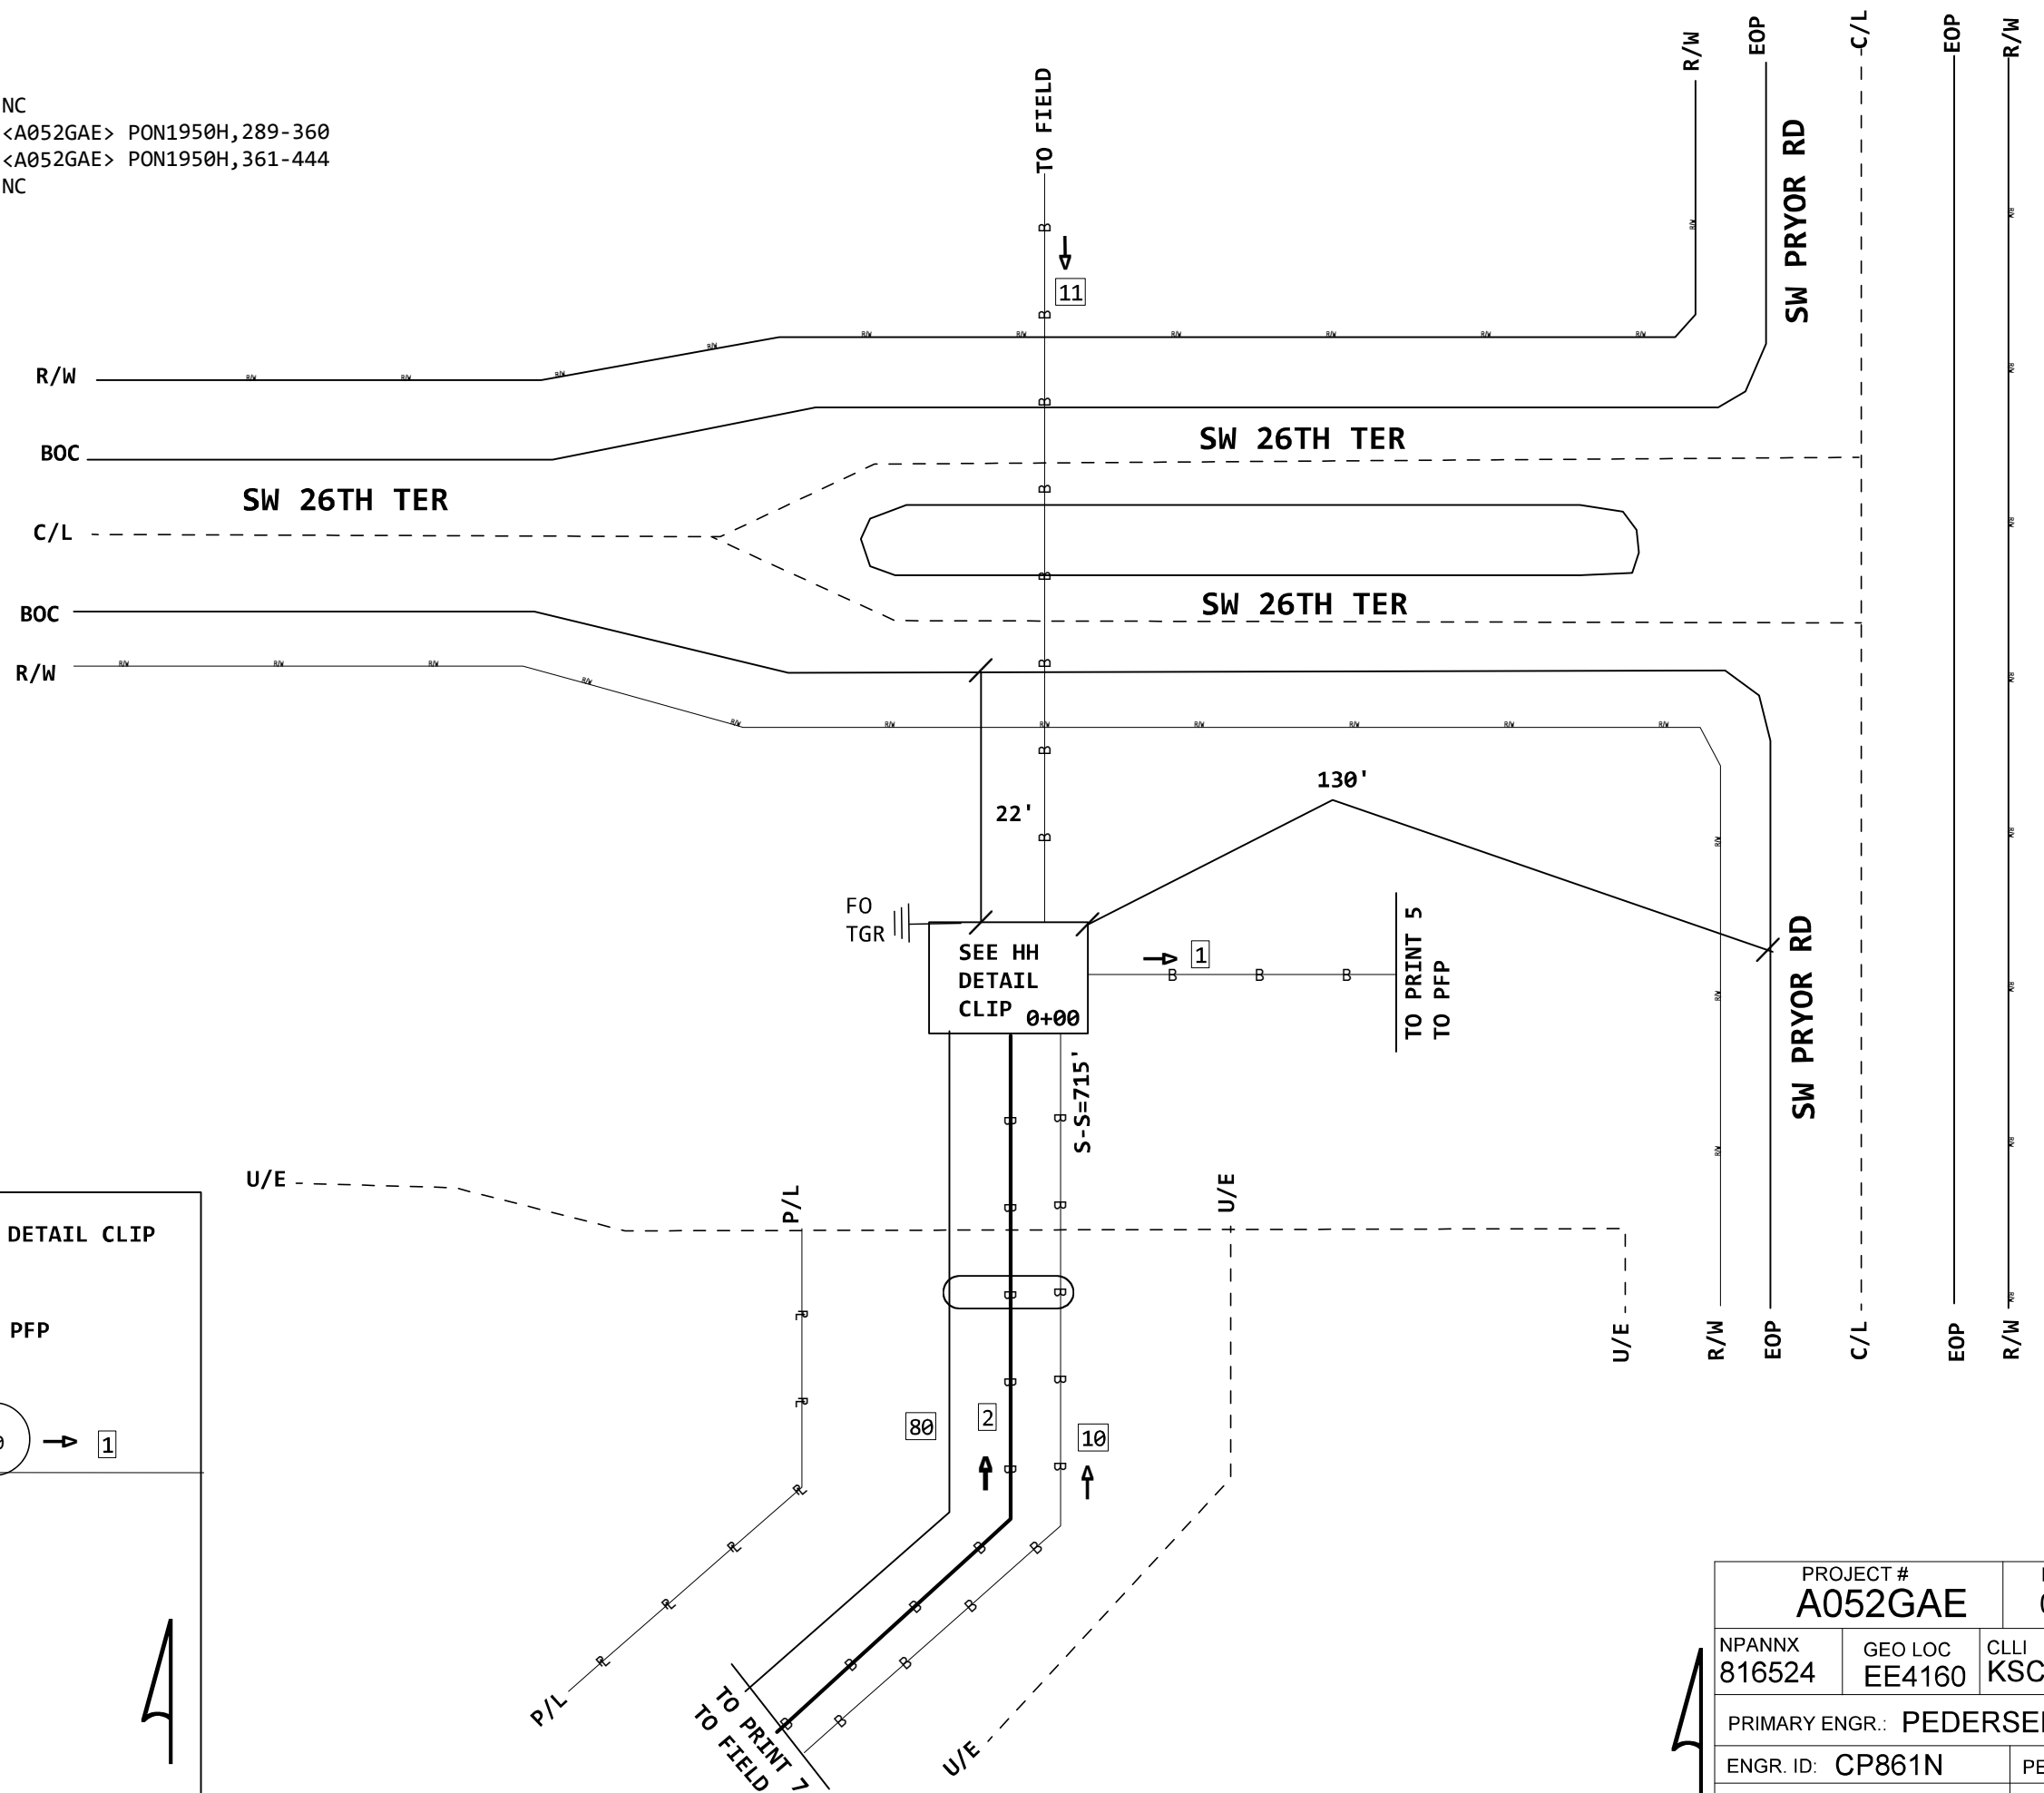 NC
<A052GAE> PON1950H,289-360
<A052GAE> PON1950H,361-444
NC
TO FIELD
R/W
EOP
C/L
EOP
R/W
SW PRYOR RD
11
R/W
BOC
SW 26TH TER
SW 26TH TER
C/L
SW 26TH TER
BOC
R/W
130'
22'
FO
TGR
SEE HH
DETAIL
CLIP
0+00
1
TO PRINT 5
TO PFP
SW PRYOR RD
S-S=715'
U/E
P/L
U/E
DETAIL CLIP
PFP
1
80
2
10
U/E
R/W
EOP
C/L
EOP
R/W
P/L
TO PRINT 7
TO FIELD
U/E
PROJECT #
A052GAE
NPANNX
816524
GEO LOC
EE4160
CLLI
KSC
PRIMARY ENGR.: PEDERSE
ENGR. ID: CP861N
PE